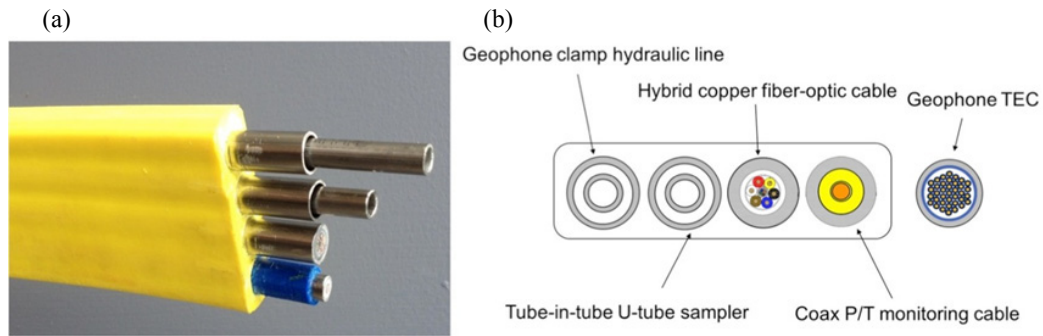 (a)
(b)
Geophone clamp hydraulic line
Hybrid copper fiber-optic cable
Geophone TEC
Tube-in-tube U-tube sampler
Coax P/T monitoring cable